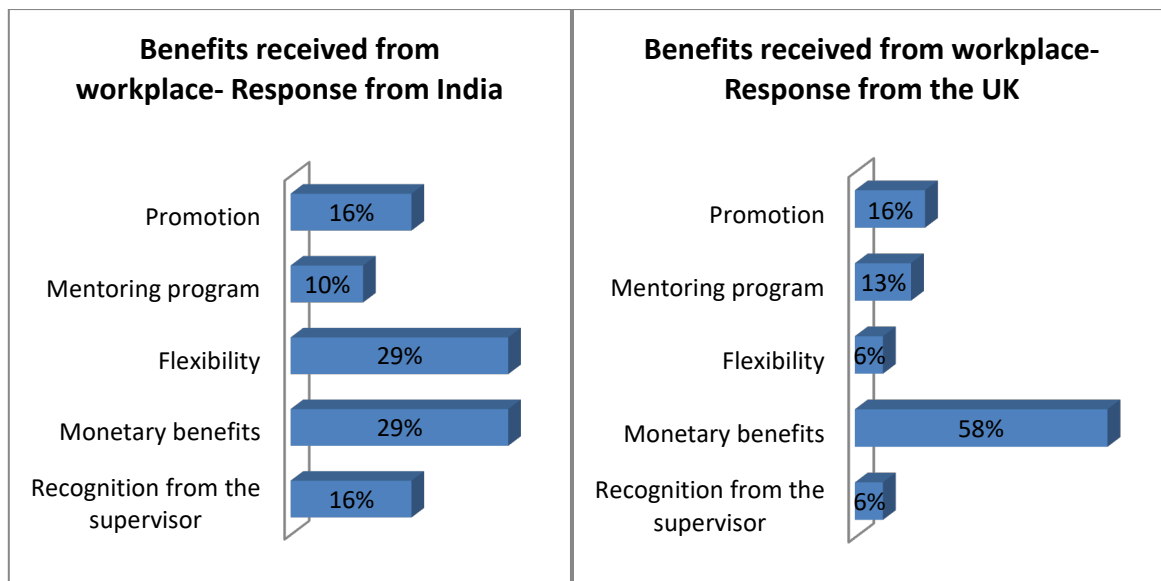 Benefits received from
workplace- Response from India
Promotion
16%
Mentoring program
10%
Flexibility
29%
Monetary benefits
29%
Recognition from the
supervisor
16%
Benefits received from workplace-
Response from the UK
Promotion
16%
Mentoring program
13%
Flexibility
6%
Monetary benefits
58%
Recognition from the
supervisor
6%